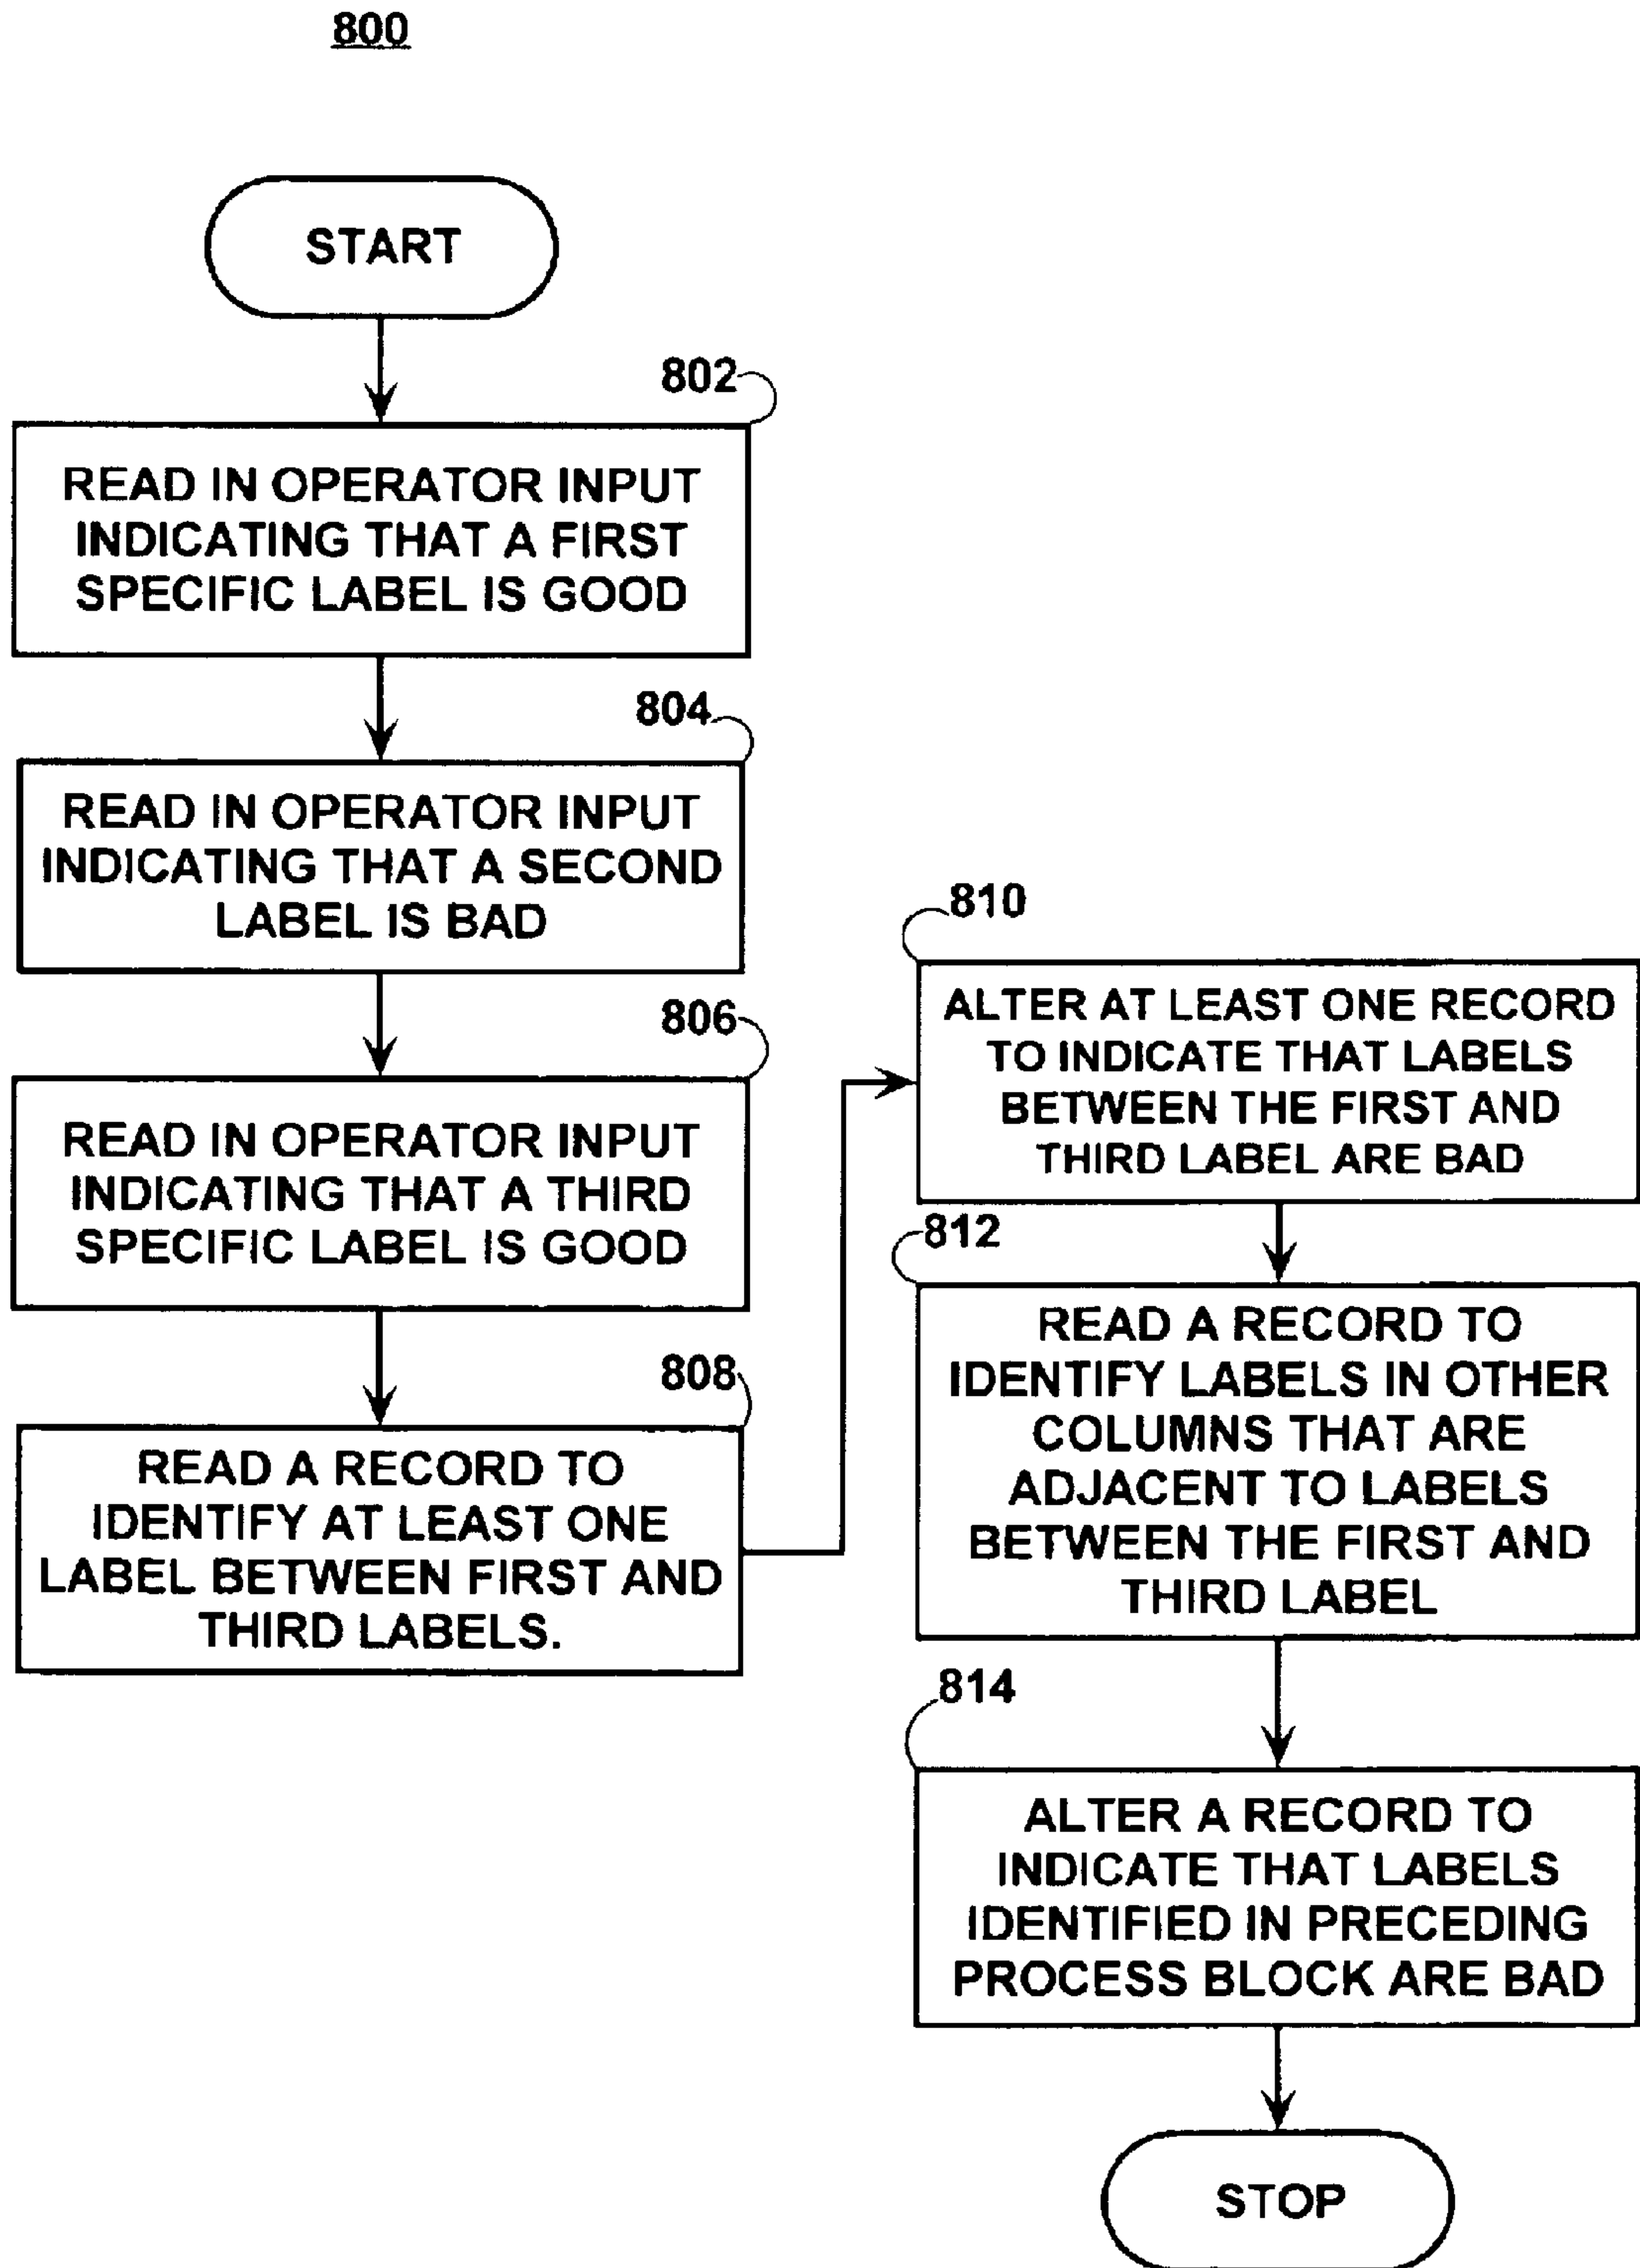 800
START
802
READ IN OPERATOR INPUT
INDICATING THAT A FIRST
SPECIFIC LABEL IS GOOD
804
READ IN OPERATOR INPUT
INDICATING THAT A SECOND
LABEL IS BAD
806
READ IN OPERATOR INPUT
INDICATING THAT A THIRD
SPECIFIC LABEL IS GOOD
808
READ A RECORD TO
IDENTIFY AT LEAST ONE
LABEL BETWEEN FIRST AND
THIRD LABELS.
810
ALTER AT LEAST ONE RECORD
TO INDICATE THAT LABELS
BETWEEN THE FIRST AND
THIRD LABEL ARE BAD
812
READ A RECORD TO
IDENTIFY LABELS IN OTHER
COLUMNS THAT ARE
ADJACENT TO LABELS
BETWEEN THE FIRST AND
THIRD LABEL
814
ALTER A RECORD TO
INDICATE THAT LABELS
IDENTIFIED IN PRECEDING
PROCESS BLOCK ARE BAD
STOP